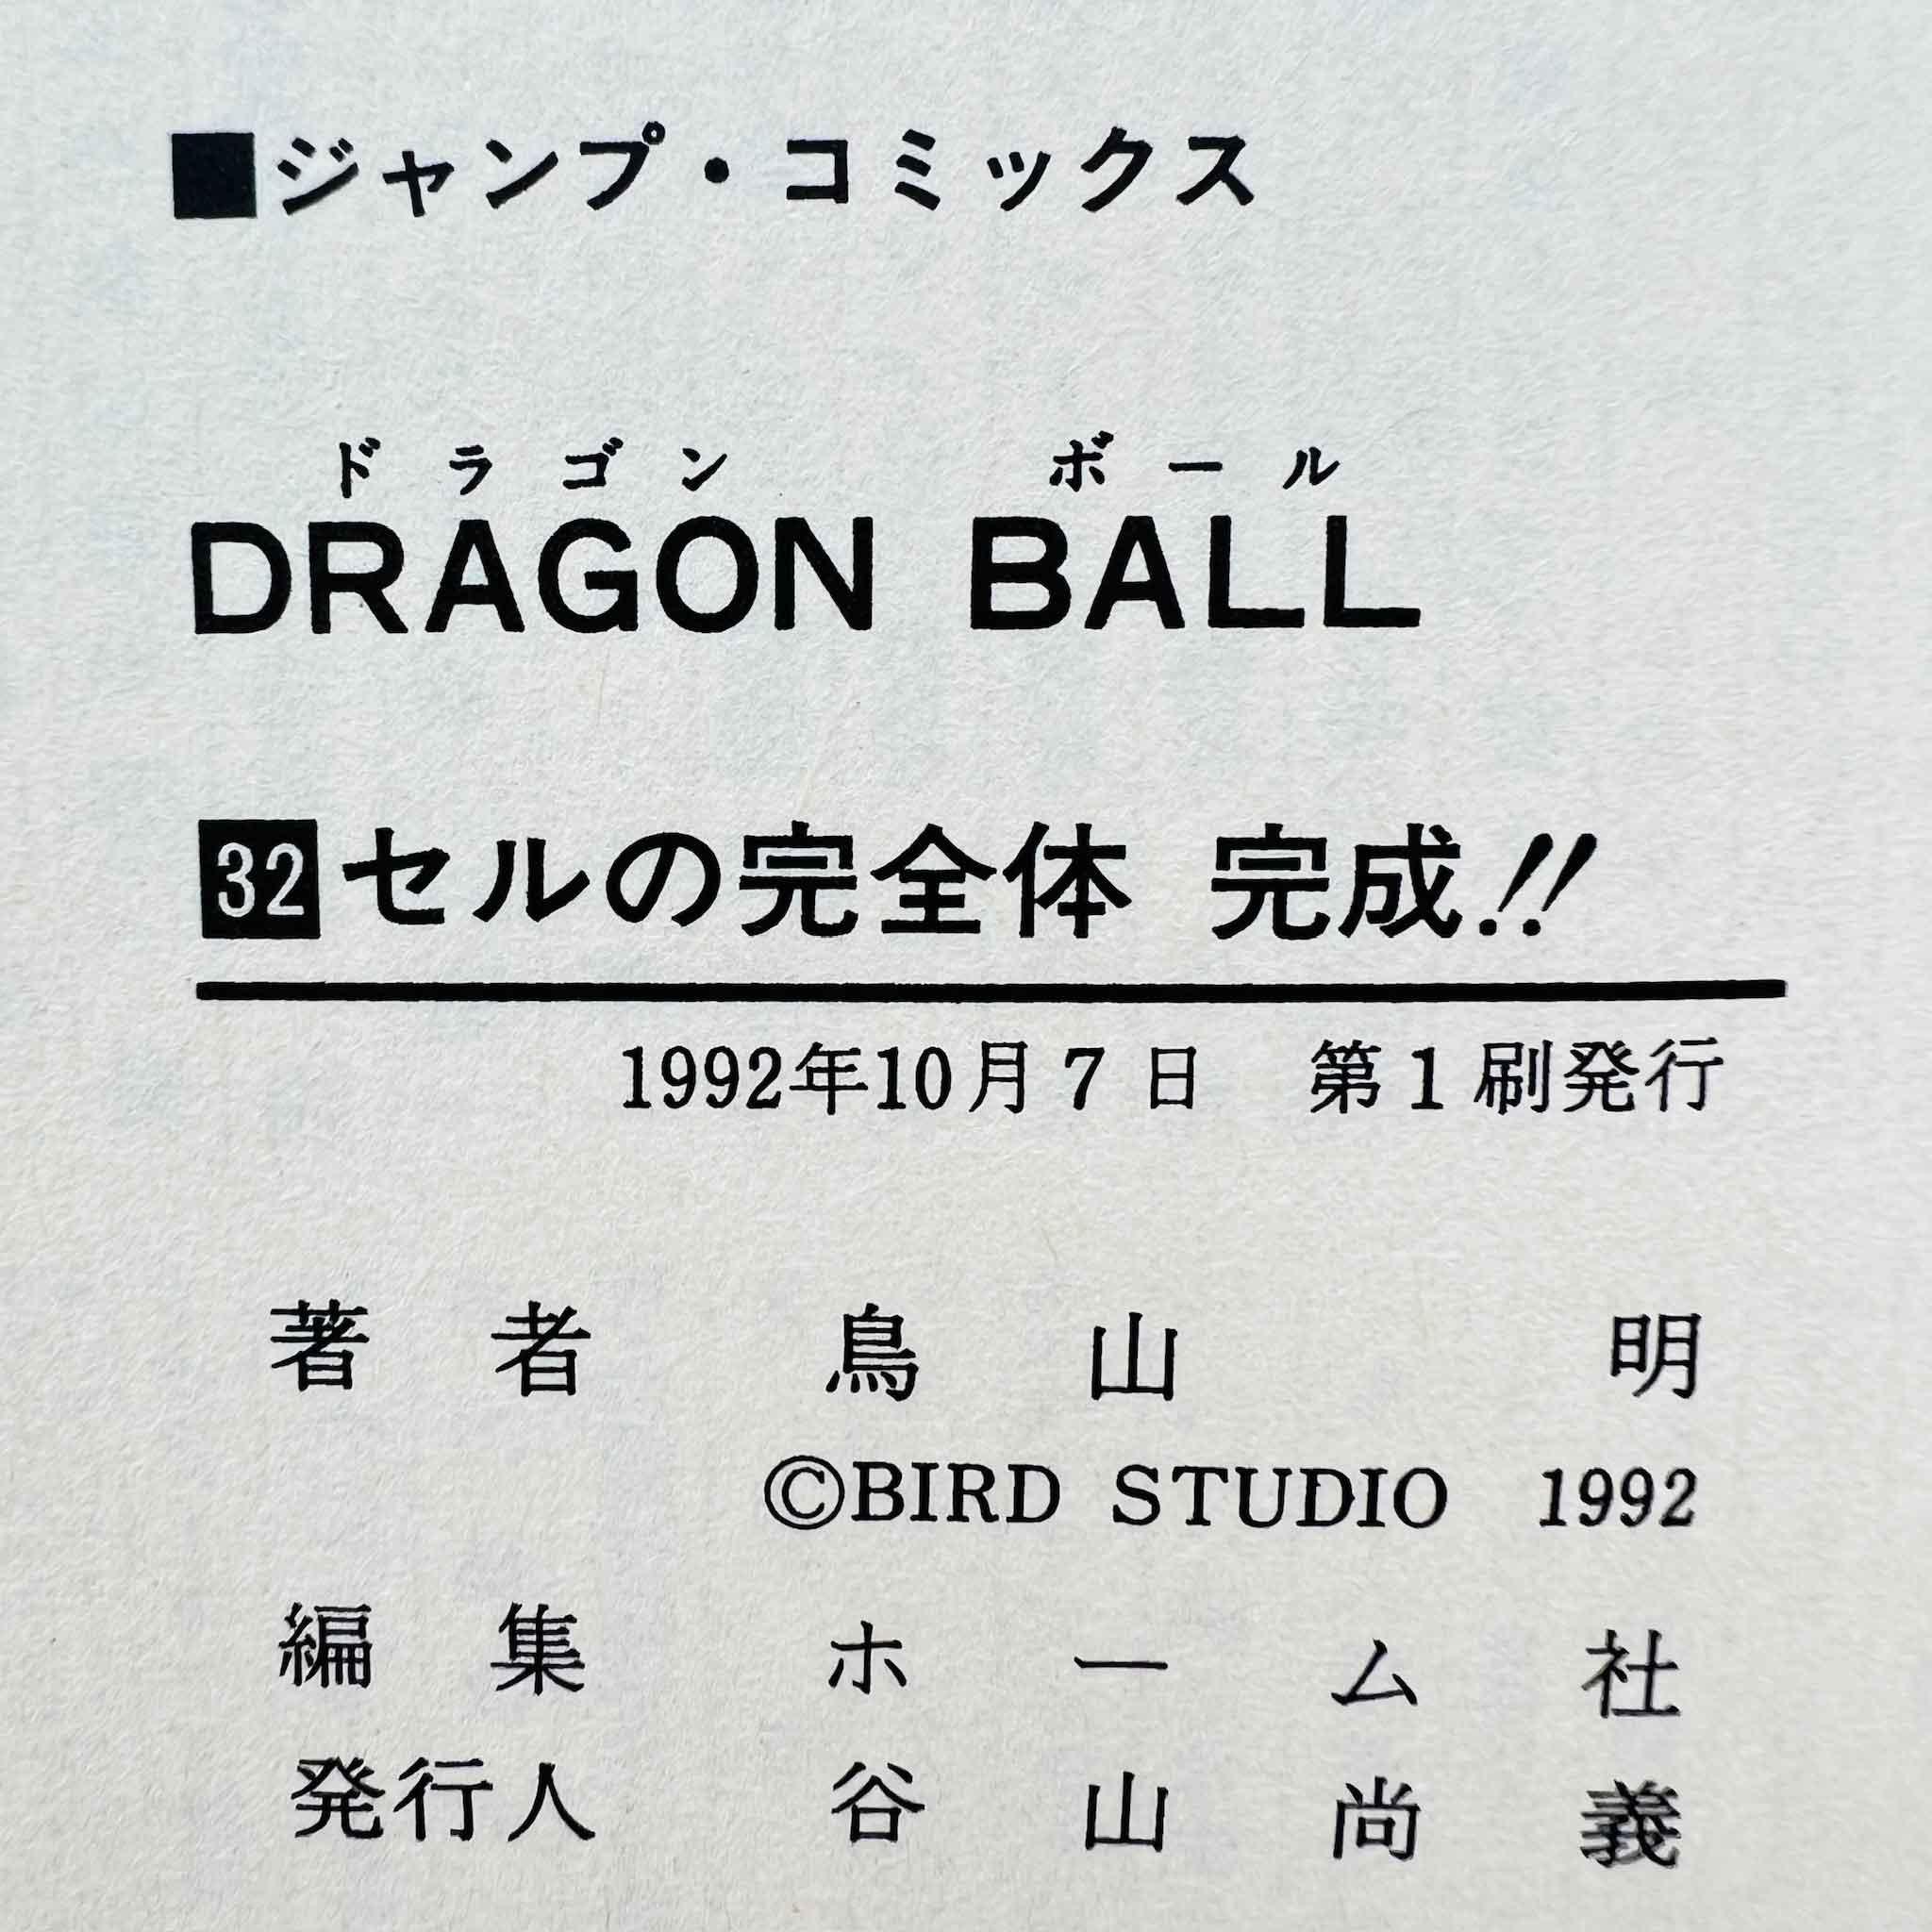 ■ジャンプ・コミックス
ドラゴン ボール
DRAGON BALL
32 セルの完全体 完成!!
1992年10月7日 第1刷発行
著者 鳥山明
©BIRD STUDIO 1992
編集 ホーム社
発行人 谷山尚義